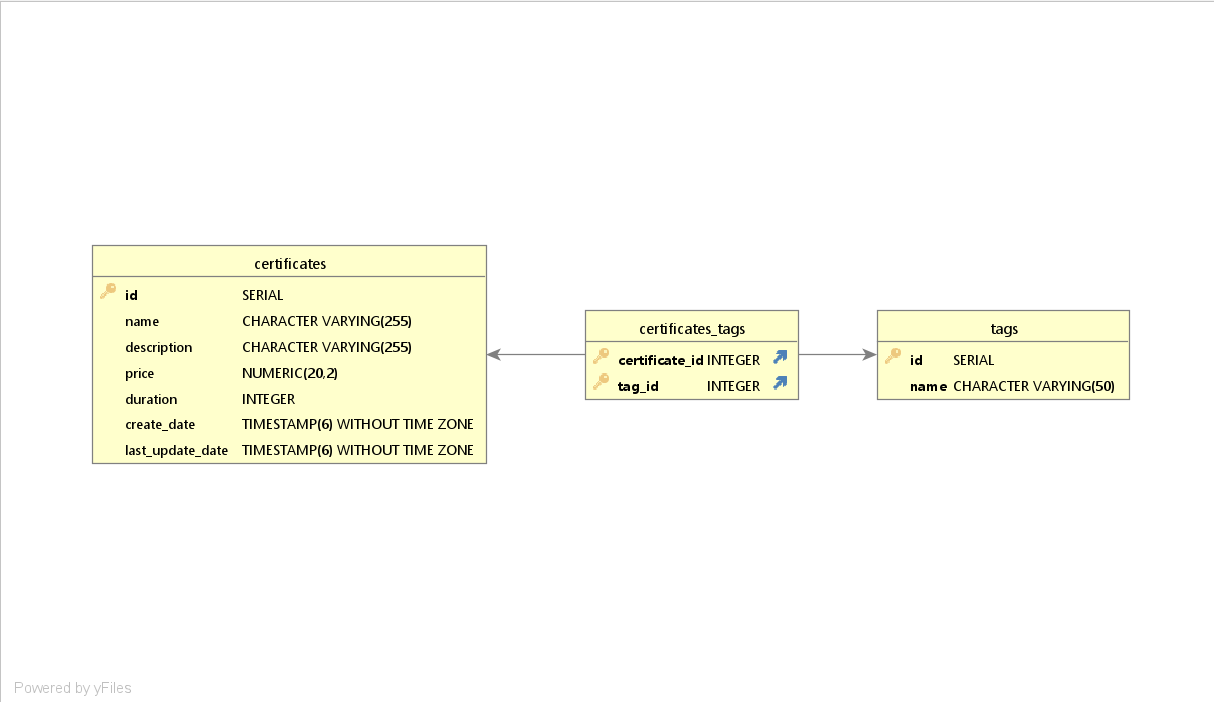 certificates
id SERIAL
name CHARACTER VARYING(255)
description CHARACTER VARYING(255)
price NUMERIC(20,2)
duration INTEGER
create_date TIMESTAMP(6) WITHOUT TIME ZONE
last_update_date TIMESTAMP(6) WITHOUT TIME ZONE
certificates_tags
certificate_id INTEGER
tag_id INTEGER
tags
id SERIAL
name CHARACTER VARYING(50)
Powered by yFiles